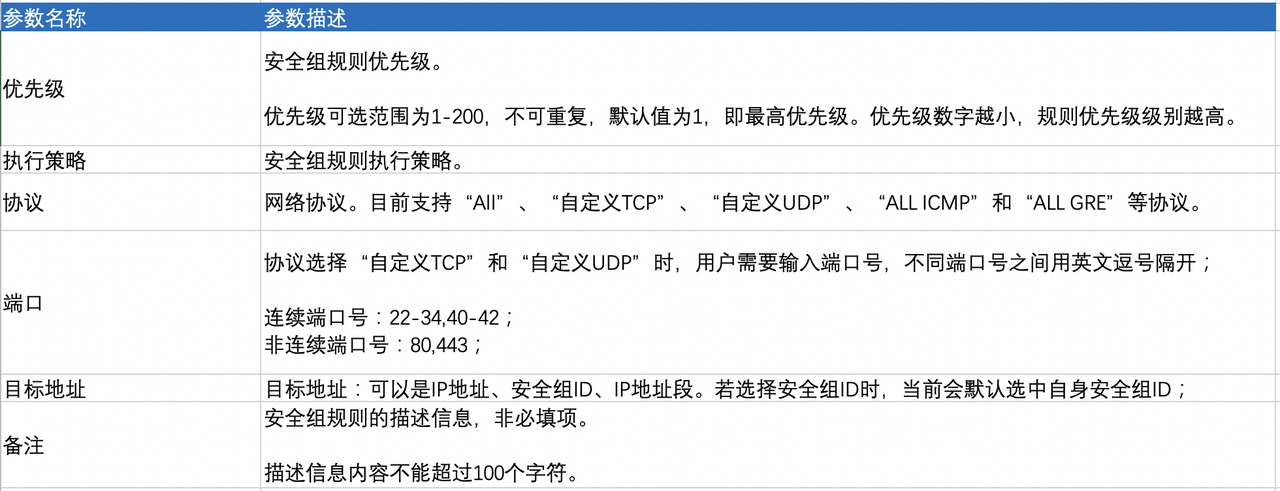 参数名称 参数描述
优先级
安全组规则优先级。
优先级可选范围为1-200，不可重复，默认值为1，即最高优先级。优先级数字越小，规则优先级级别越高。
执行策略 安全组规则执行策略。
协议 网络协议。目前支持“All”、“自定义TCP”、“自定义UDP”、“ALL ICMP”和“ALL GRE”等协议。
端口
协议选择“自定义TCP”和“自定义UDP”时，用户需要输入端口号，不同端口号之间用英文逗号隔开；
连续端口号：22-34,40-42；
非连续端口号：80,443；
目标地址 目标地址：可以是IP地址、安全组ID、IP地址段。若选择安全组ID时，当前会默认选中自身安全组ID；
备注
安全组规则的描述信息，非必填项。
描述信息内容不能超过100个字符。